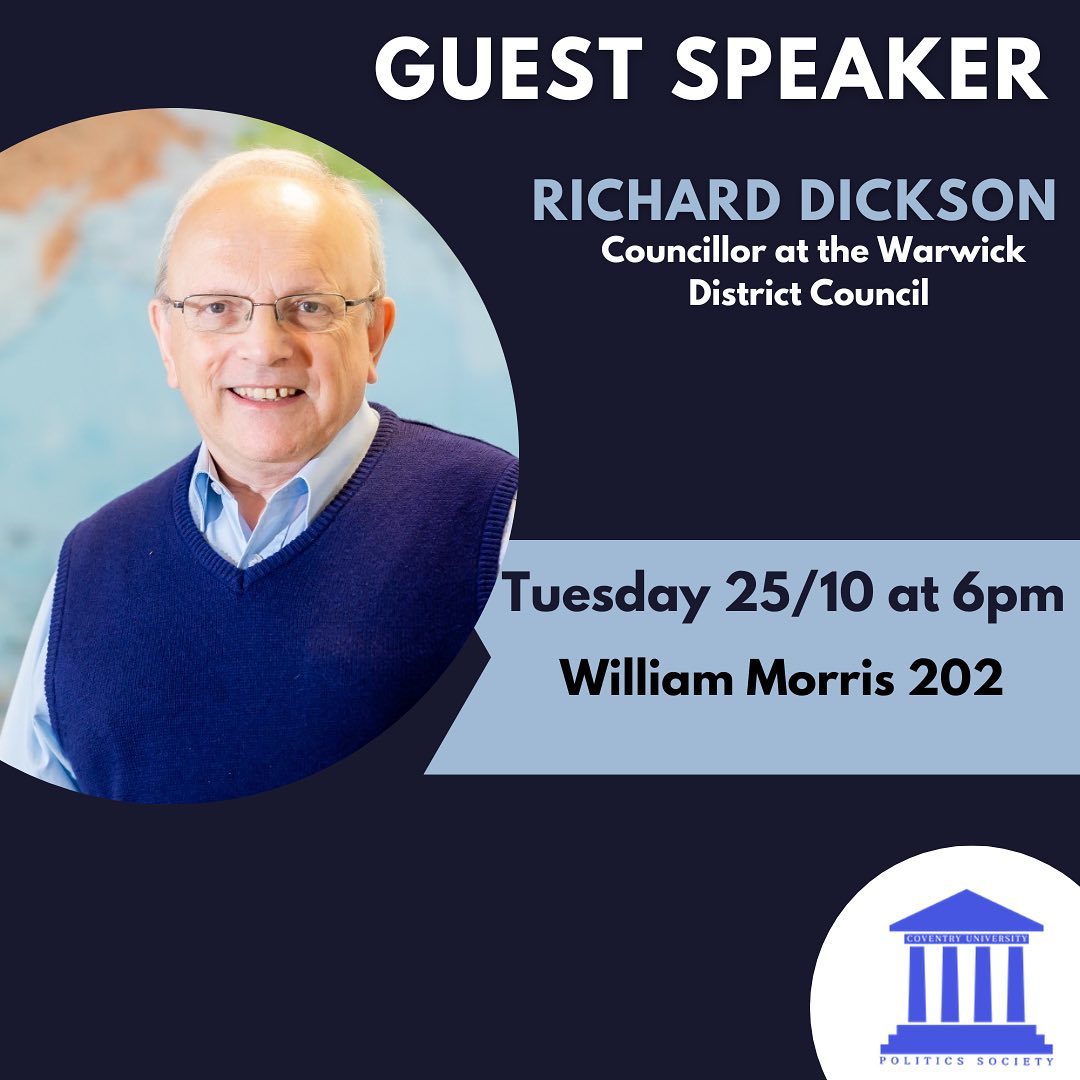 GUEST SPEAKER
RICHARD DICKSON
Councillor at the Warwick
District Council
Tuesday 25/10 at 6pm
William Morris 202
COVENTRY UNIVERSITY
POLITICS SOCIETY